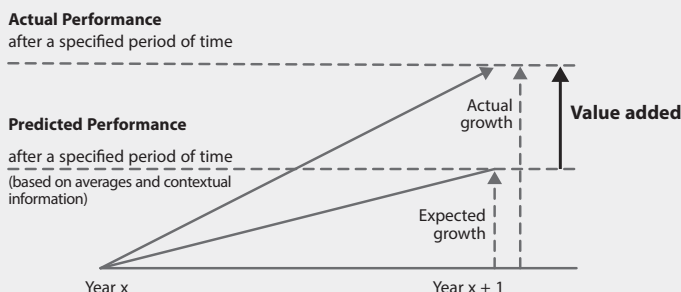 Actual Performance
after a specified period of time
Actual
growth
Value added
Predicted Performance
after a specified period of time
(based on averages and contextual
information)
Expected
growth
Year x
Year x + 1